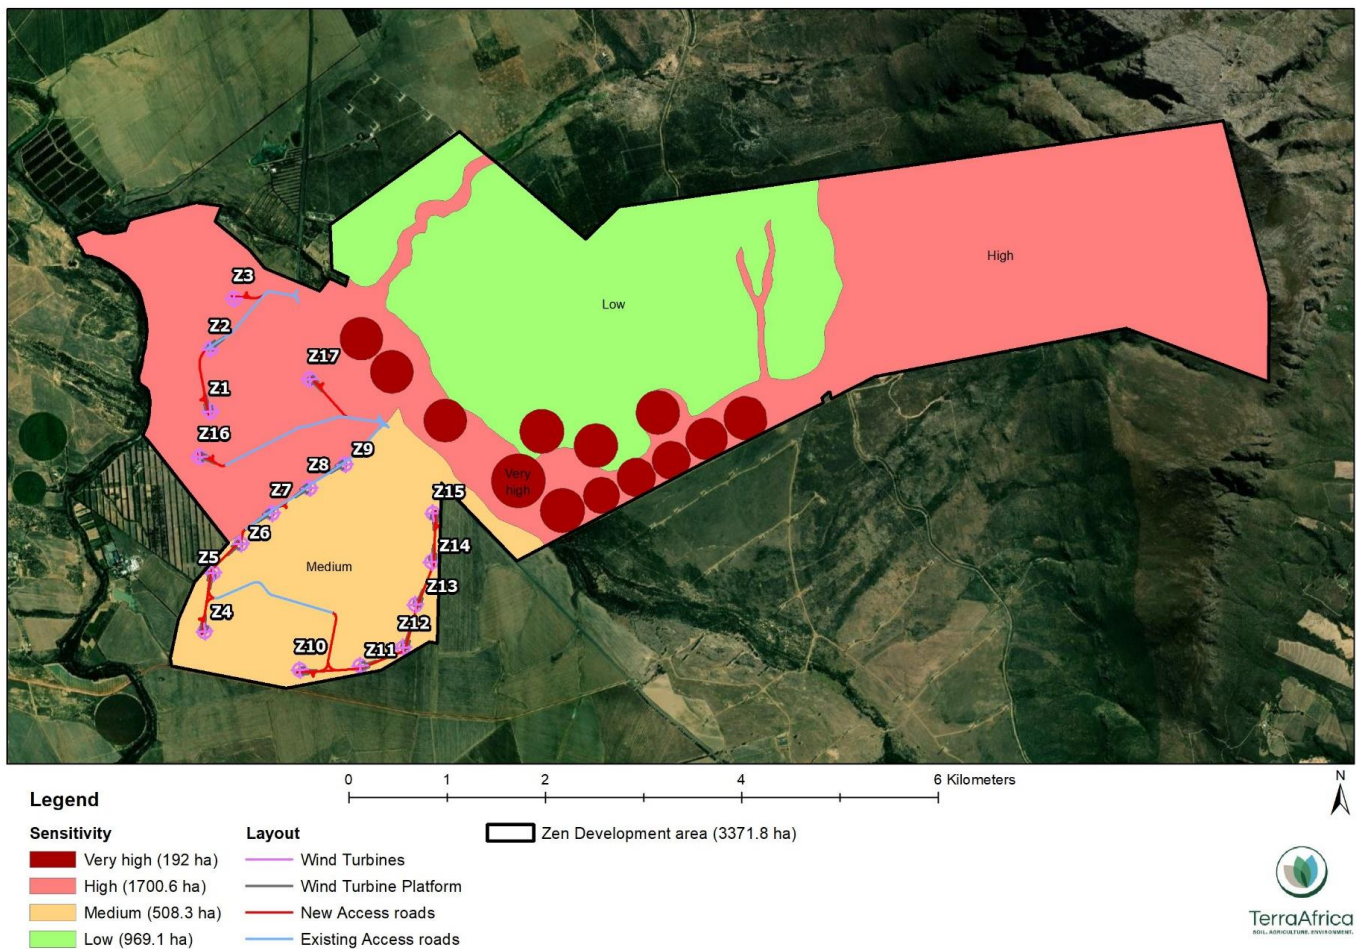 Z3
Z2
Z17
Z1
Z16
Z9
Z8
Z7
Z6
Z5
Z4
Z15
Z14
Z13
Z12
Z11
Z10
High
Low
Very
high
Medium
0 1 2 4 6 Kilometers
N
Legend
Sensitivity
Very high (192 ha)
High (1700.6 ha)
Medium (508.3 ha)
Low (969.1 ha)
Layout
Wind Turbines
Wind Turbine Platform
New Access roads
Existing Access roads
Zen Development area (3371.8 ha)
TerraAfrica
SOIL. AGRICULTURE. ENVIRONMENT.